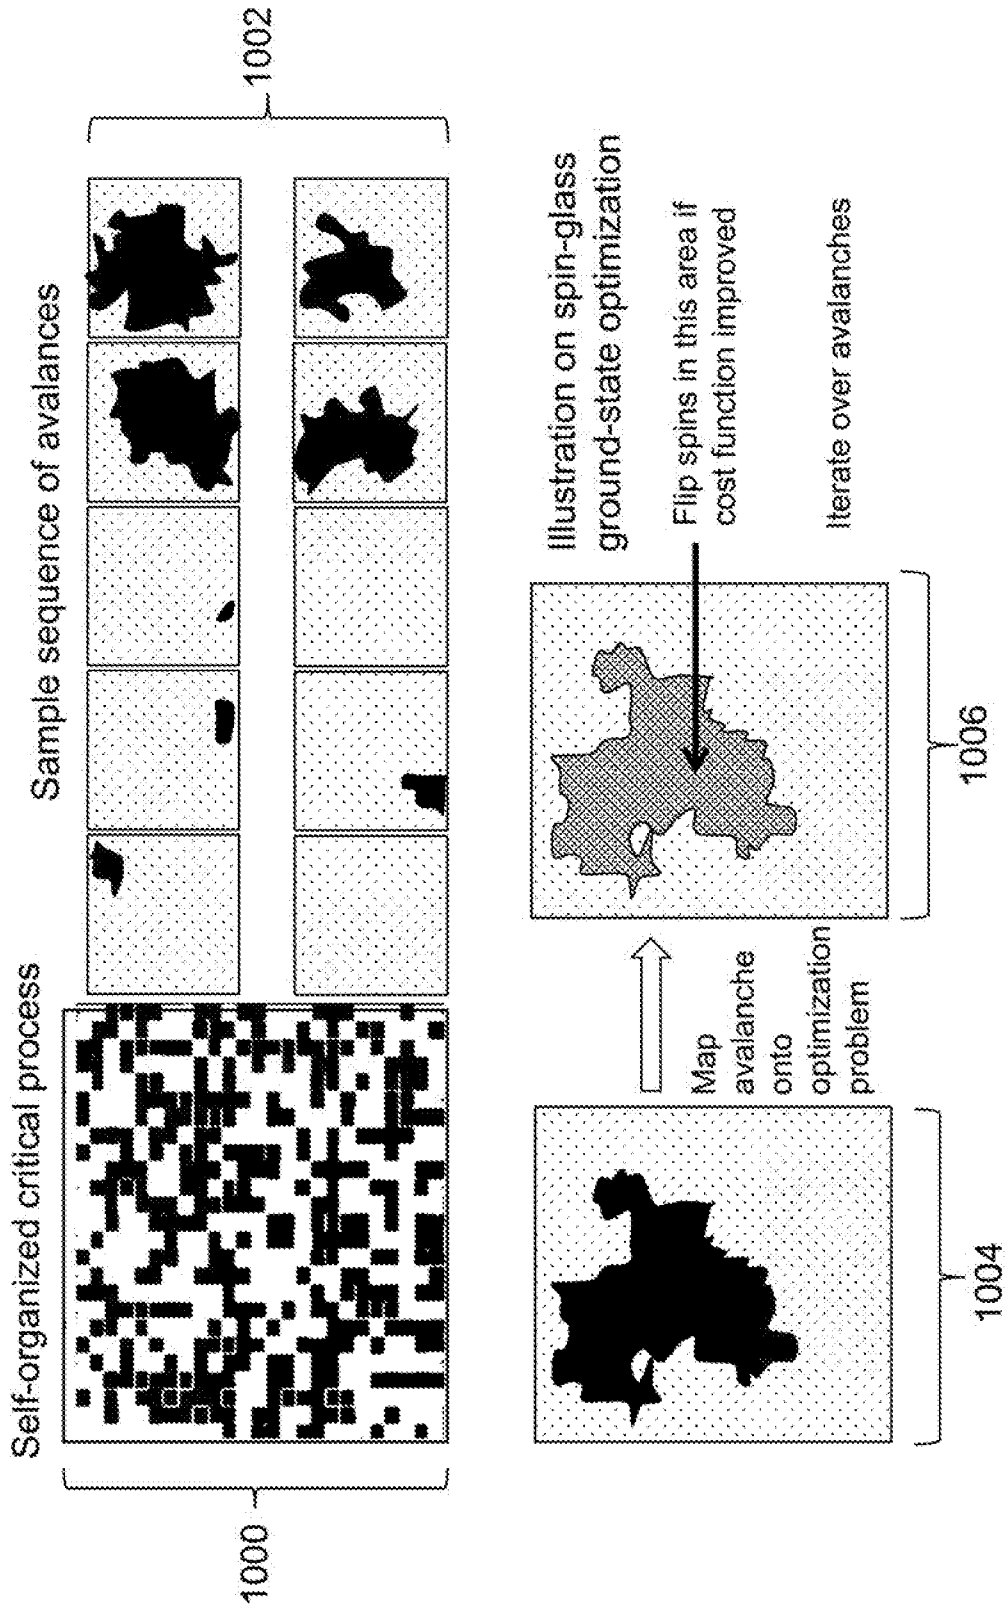 Self-organized critical process
Sample sequence of avalances
1000
1002
Illustration on spin-glass
ground-state optimization
Flip spins in this area if
cost function improved
Iterate over avalanches
Map
avalanche
onto
optimization
problem
1004
1006